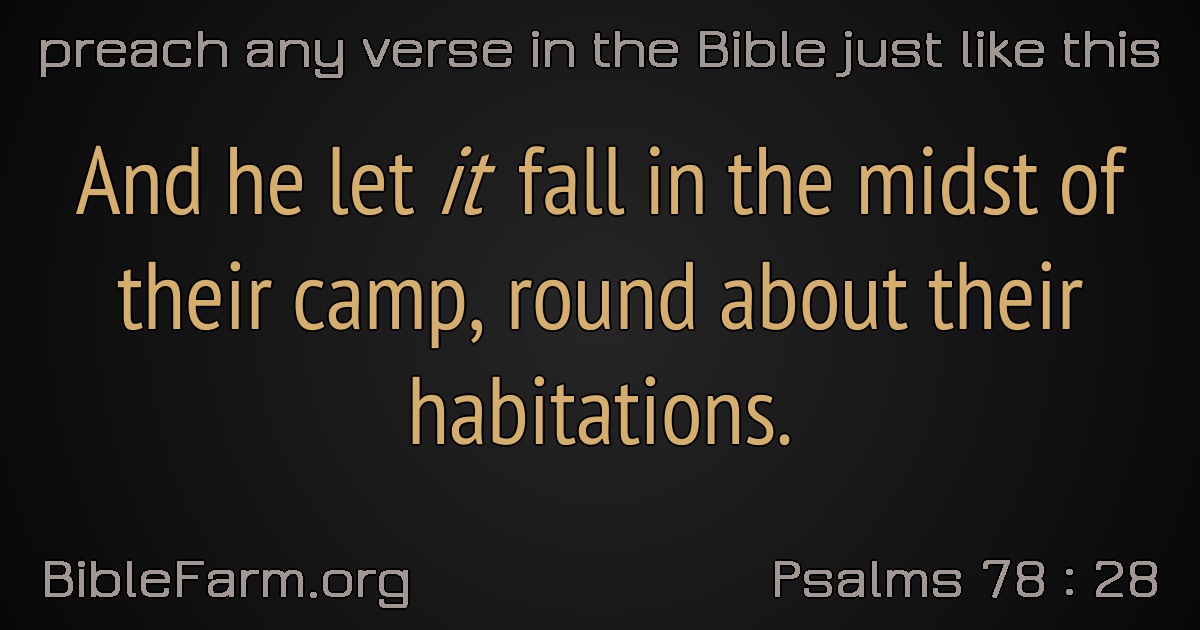 preach any verse in the Bible just like this
And he let it fall in the midst of
their camp, round about their
habitations.
BibleFarm.org
Psalms 78 : 28